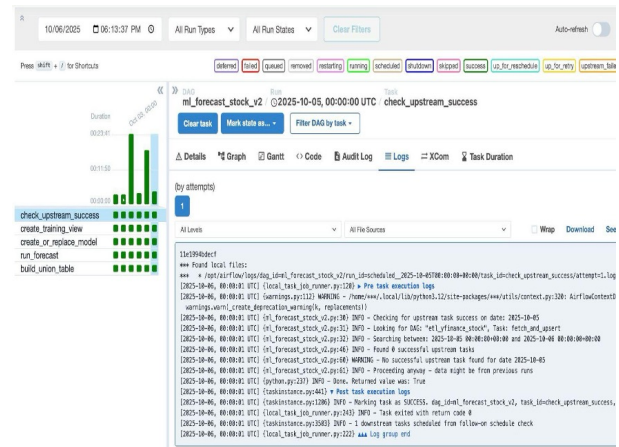 10/06/2025 06:13:37 PM
All Run Types
All Run States
Clear Filters
Auto-refresh
Press shift + / for Shortcuts
deferred failed queued removed restarting running scheduled shutdown skipped success up_for_reschedule up_for_retry upstream_faile
DAG
Run
Task
ml_forecast_stock_v2 / 2025-10-05, 00:00:00 UTC / check_upstream_success
Clear task
Mark state as...
Filter DAG by task
Duration
Oct 03, 00:00
00:23:41
00:11:50
00:00:00
Details
Graph
Gantt
Code
Audit Log
Logs
XCom
Task Duration
(by attempts)
1
All Levels
All File Sources
Wrap
Download
See
check_upstream_success
create_training_view
create_or_replace_model
run_forecast
build_union_table
11e1994bdecf
*** Found local files:
*** * /opt/airflow/logs/dag_id=ml_forecast_stock_v2/run_id=scheduled__2025-10-05T00:00:00+00:00/task_id=check_upstream_success/attempt=1.log
[2025-10-06, 00:00:01 UTC] {local_task_job_runner.py:120} ▶ Pre task execution logs
[2025-10-06, 00:00:01 UTC] {warnings.py:112} WARNING - /home/***/.local/lib/python3.12/site-packages/***/utils/context.py:320: AirflowContextD
warnings.warn(_create_deprecation_warning(k, replacements))
[2025-10-06, 00:00:01 UTC] {ml_forecast_stock_v2.py:30} INFO - Checking for upstream task success on date: 2025-10-05
[2025-10-06, 00:00:01 UTC] {ml_forecast_stock_v2.py:31} INFO - Looking for DAG: "etl_yfinance_stock", Task: fetch_and_upsert
[2025-10-06, 00:00:01 UTC] {ml_forecast_stock_v2.py:32} INFO - Searching between: 2025-10-05 00:00:00+00:00 and 2025-10-06 00:00:00+00:00
[2025-10-06, 00:00:01 UTC] {ml_forecast_stock_v2.py:46} INFO - Found 0 successful upstream tasks
[2025-10-06, 00:00:01 UTC] {ml_forecast_stock_v2.py:60} WARNING - No successful upstream task found for date 2025-10-05
[2025-10-06, 00:00:01 UTC] {ml_forecast_stock_v2.py:61} INFO - Proceeding anyway - data might be from previous runs
[2025-10-06, 00:00:01 UTC] {python.py:237} INFO - Done. Returned value was: True
[2025-10-06, 00:00:01 UTC] {taskinstance.py:441} ▼ Post task execution logs
[2025-10-06, 00:00:01 UTC] {taskinstance.py:1206} INFO - Marking task as SUCCESS. dag_id=ml_forecast_stock_v2, task_id=check_upstream_success,
[2025-10-06, 00:00:01 UTC] {local_task_job_runner.py:243} INFO - Task exited with return code 0
[2025-10-06, 00:00:01 UTC] {taskinstance.py:3503} INFO - 1 downstream tasks scheduled from follow-on schedule check
[2025-10-06, 00:00:01 UTC] {local_task_job_runner.py:222} ▲▲▲ Log group end